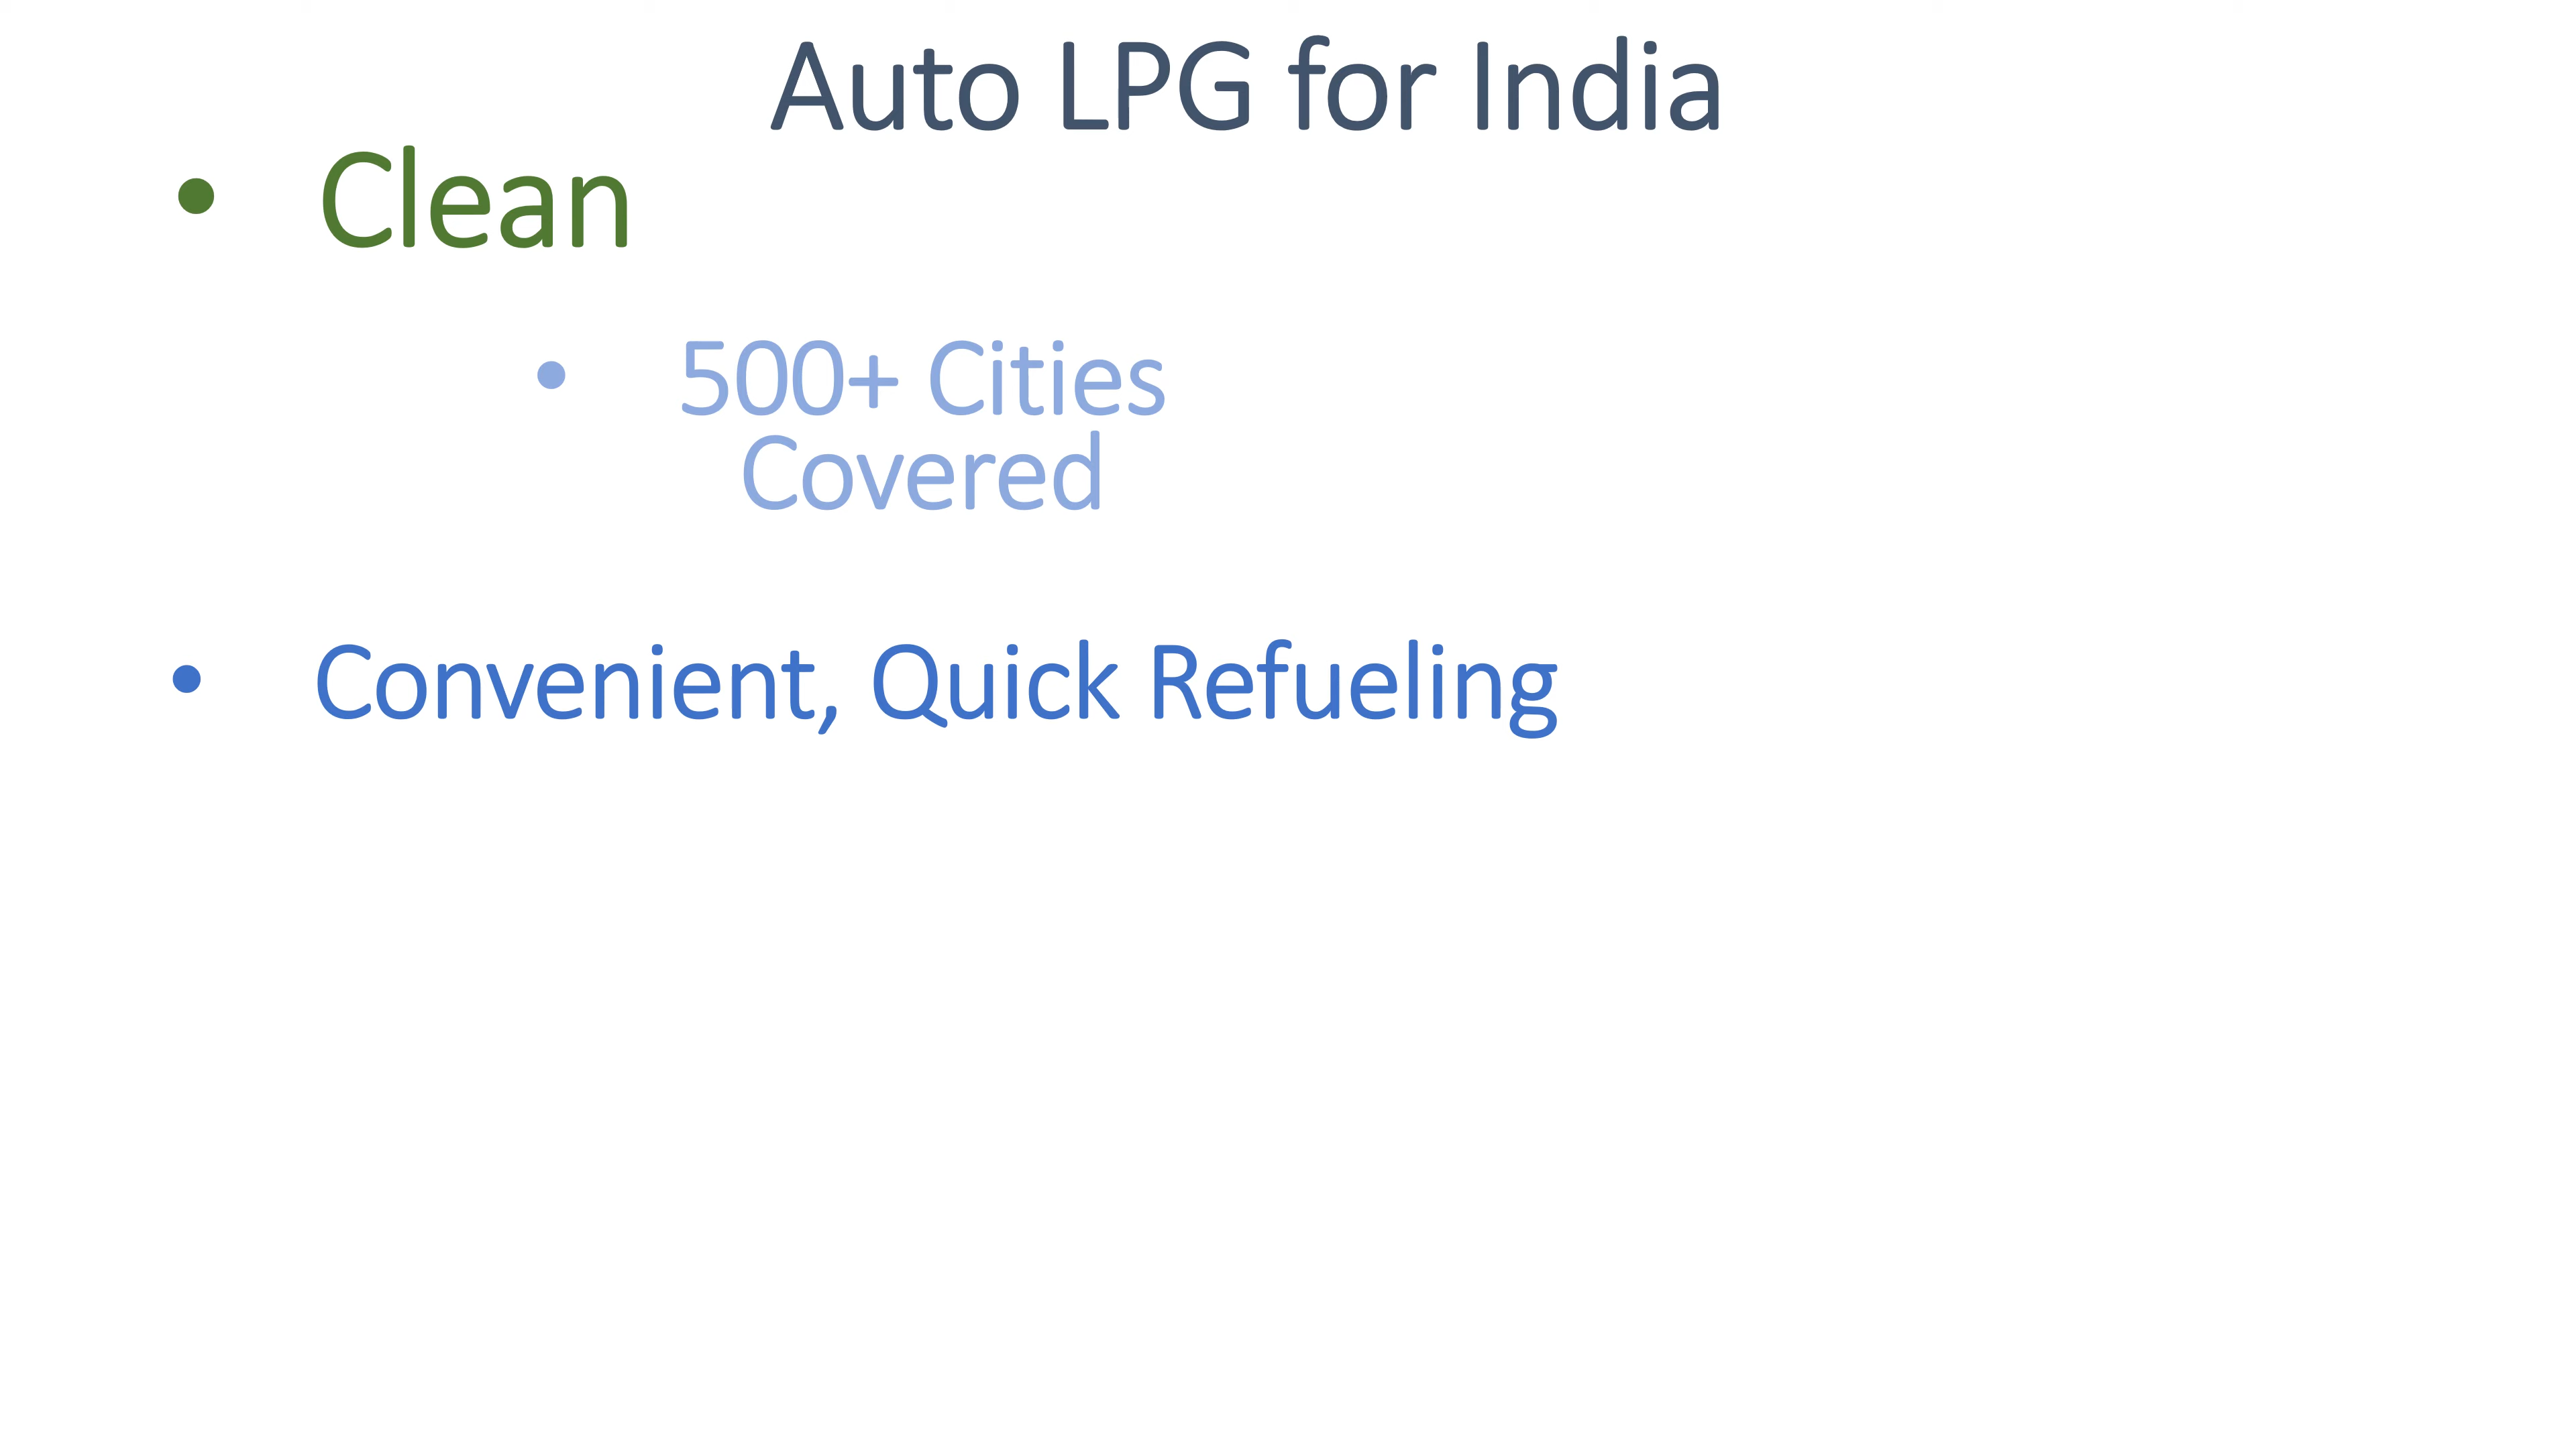 Auto LPG for India
• Clean
• 500+ Cities
Covered
• Convenient, Quick Refueling